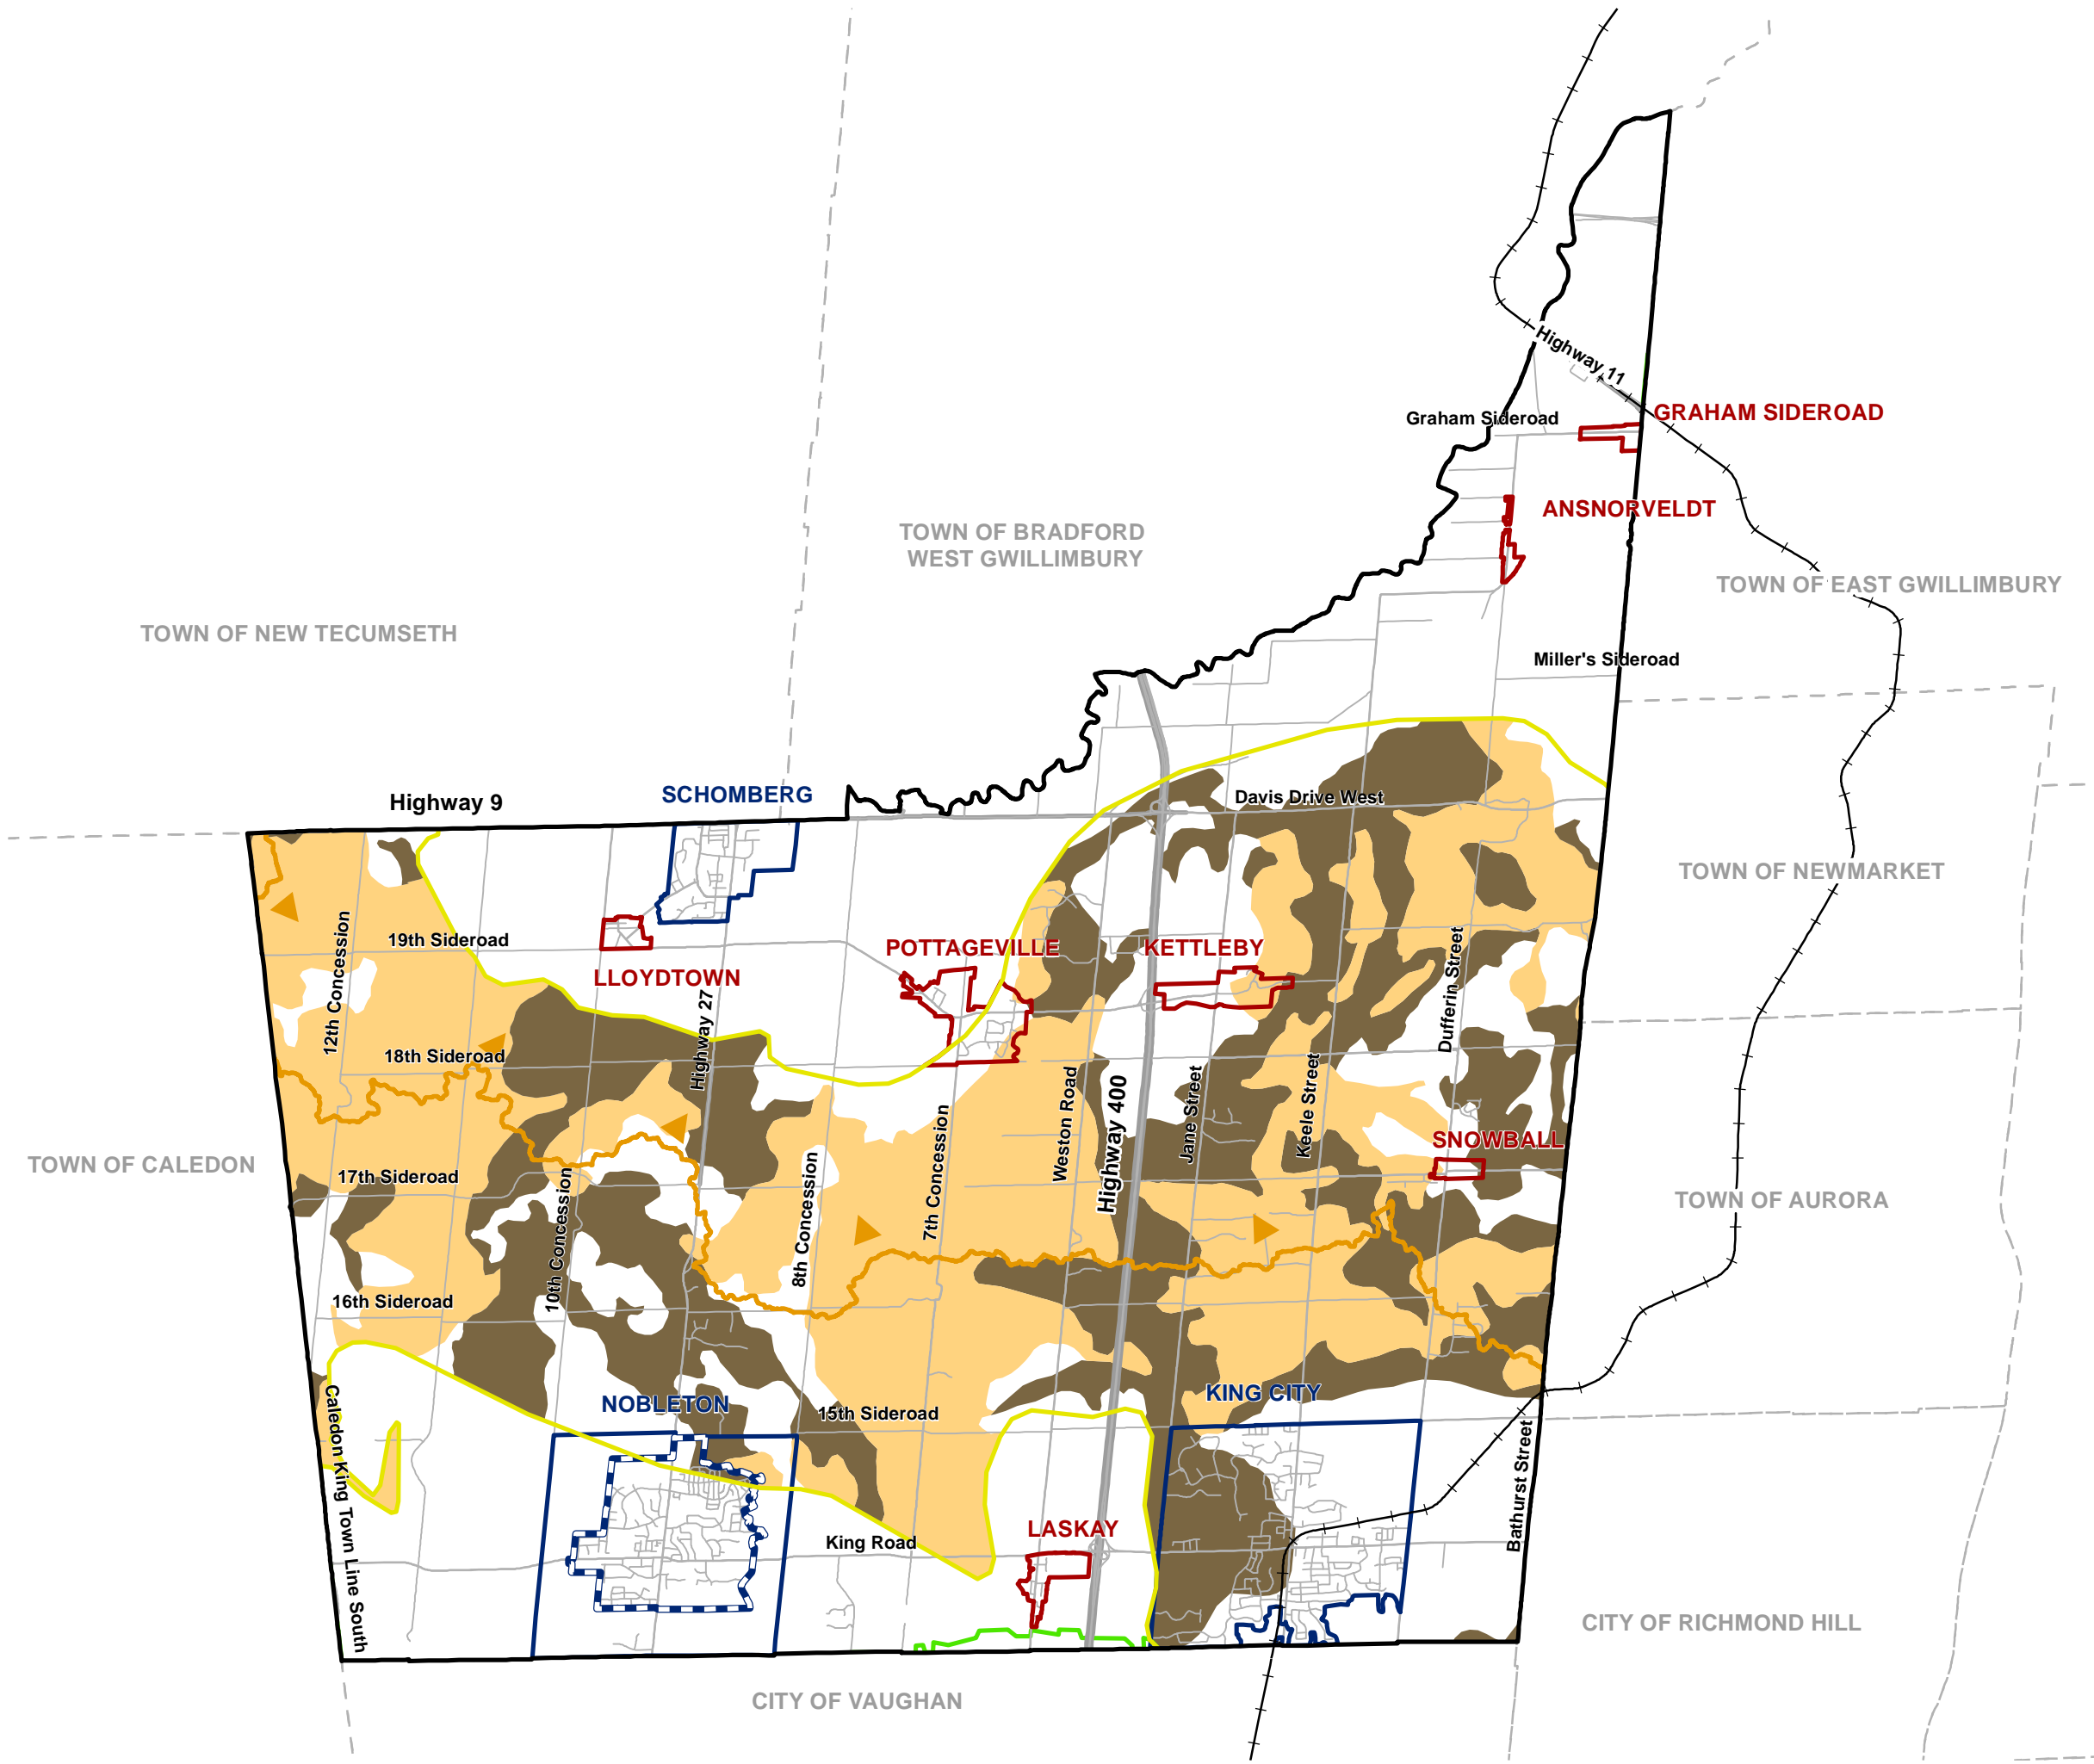 Highway 11
Graham Sideroad
GRAHAM SIDEROAD
ANSNORVELDT
TOWN OF BRADFORD
WEST GWILLIMBURY
TOWN OF EAST GWILLIMBURY
TOWN OF NEW TECUMSETH
Miller's Sideroad
Highway 9
SCHOMBERG
Davis Drive West
TOWN OF NEWMARKET
12th Concession
19th Sideroad
LLOYDTOWN
Highway 27
POTTAGEVILLE
KETTLEBY
Dufferin Street
18th Sideroad
Weston Road
Highway 400
Jane Street
Keele Street
SNOWBALL
TOWN OF CALEDON
17th Sideroad
10th Concession
8th Concession
7th Concession
TOWN OF AURORA
16th Sideroad
Caledon King Town Line South
NOBLETON
15th Sideroad
KING CITY
Bathurst Street
LASKAY
King Road
CITY OF RICHMOND HILL
CITY OF VAUGHAN